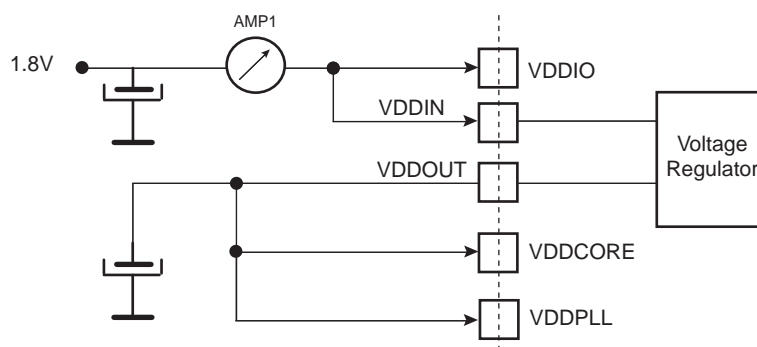 AMP1
1.8V
VDDIO
VDDIN
Voltage
Regulator
VDDOUT
VDDCORE
VDDPLL